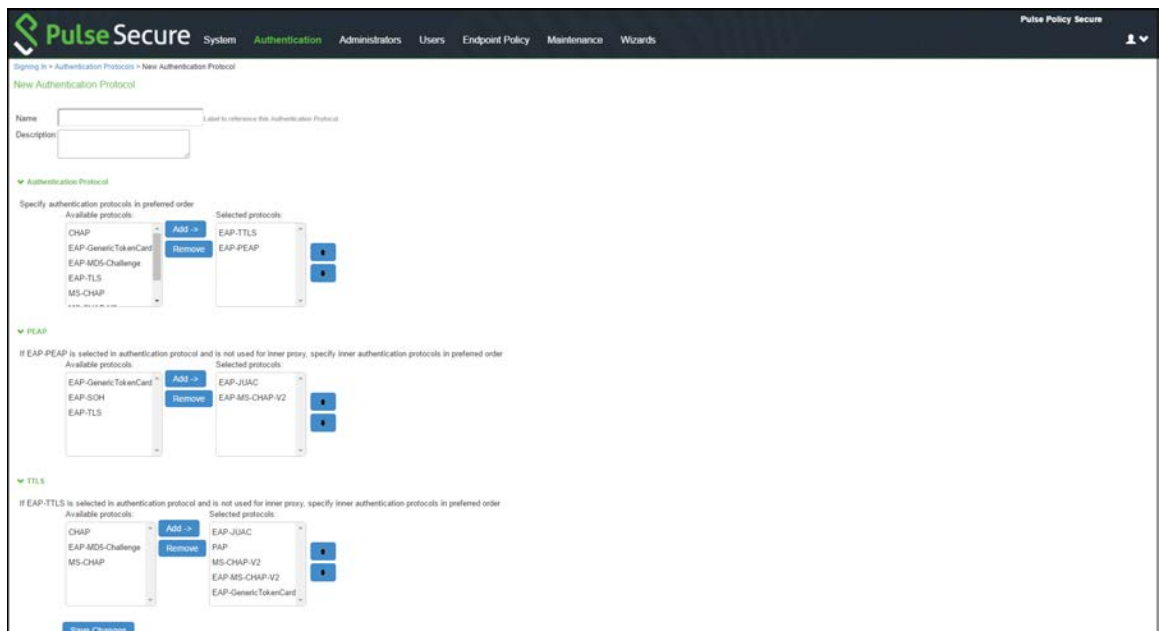 Pulse Policy Secure
Pulse Secure System Authentication Administrators Users Endpoint Policy Maintenance Wizards
Signing In > Authentication Protocols > New Authentication Protocol
New Authentication Protocol
Name Label to reference this Authentication Protocol.
Description:
Authentication Protocol
Specify authentication protocols in preferred order
Available protocols: Selected protocols:
CHAP Add -> EAP-TTLS
EAP-GenericTokenCard Remove EAP-PEAP
EAP-MD5-Challenge
EAP-TLS
MS-CHAP
PEAP
If EAP-PEAP is selected in authentication protocol and is not used for inner proxy, specify inner authentication protocols in preferred order
Available protocols: Selected protocols:
EAP-GenericTokenCard Add -> EAP-JUAC
EAP-SOH Remove EAP-MS-CHAP-V2
EAP-TLS
TTLS
If EAP-TTLS is selected in authentication protocol and is not used for inner proxy, specify inner authentication protocols in preferred order
Available protocols: Selected protocols:
CHAP Add -> EAP-JUAC
EAP-MD5-Challenge Remove PAP
MS-CHAP MS-CHAP-V2
EAP-MS-CHAP-V2
EAP-GenericTokenCard
Save Changes